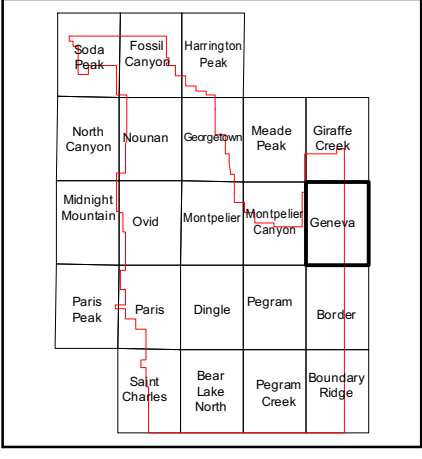 Soda
Peak
Fossil
Canyon
Harrington
Peak
North
Canyon
Nounan
Georgetown
Meade
Peak
Giraffe
Creek
Midnight
Mountain
Ovid
Montpelier
Montpelier
Canyon
Geneva
Paris
Peak
Paris
Dingle
Pegram
Border
Saint
Charles
Bear
Lake
North
Pegram
Creek
Boundary
Ridge